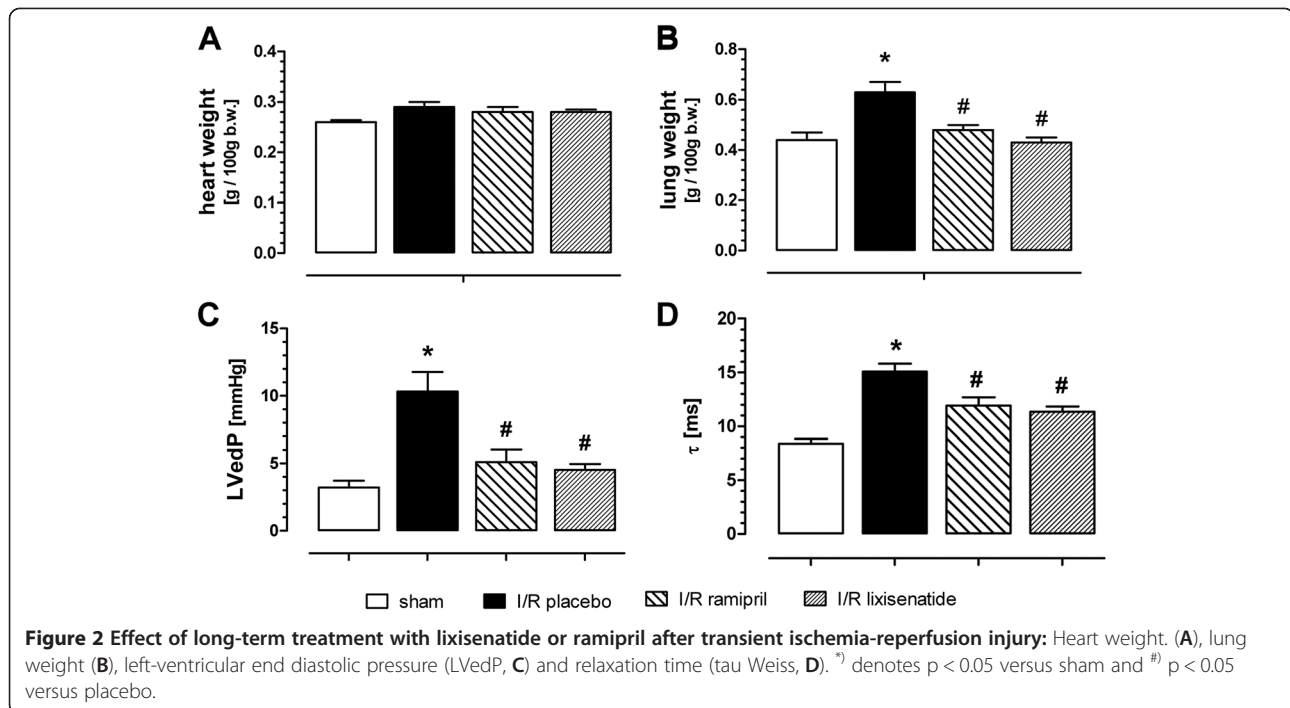 A
heart weight
[g / 100g b.w.]
0.4
0.3
0.2
0.1
0.0
B
lung weight
[g / 100g b.w.]
0.8
0.6
0.4
0.2
0.0
*
#
#
C
LVedP [mmHg]
15
10
5
0
*
#
#
D
τ [ms]
20
15
10
5
0
*
#
#
sham I/R placebo I/R ramipril I/R lixisenatide
Figure 2 Effect of long-term treatment with lixisenatide or ramipril after transient ischemia-reperfusion injury: Heart weight. (A), lung
weight (B), left-ventricular end diastolic pressure (LVedP, C) and relaxation time (tau Weiss, D). *) denotes p < 0.05 versus sham and #) p < 0.05
versus placebo.